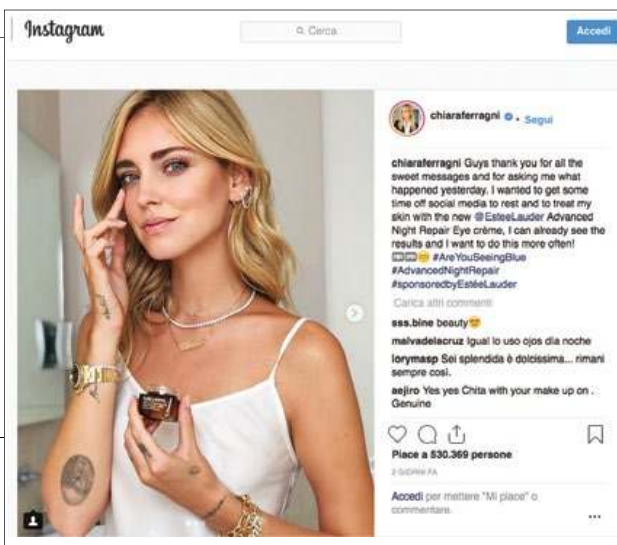 Instagram
Cerca
Accedi
chiaraferragni • Segui
chiaraferragni Guys thank you for all the
sweet messages and for asking me what
happened yesterday. I wanted to get some
time off social media to rest and to treat my
skin with the new @EsteeLauder Advanced
Night Repair Eye crème, I can already see the
results and I want to do this more often!
#AreYouSeeingBlue
#AdvancedNightRepair
#sponsoredbyEstéeLauder
Carica altri commenti
sss.bine beauty
malvadelacruz Igual lo uso ojos dia noche
lorymasp Sei splendida è dolcissima... rimani
sempre così.
aejiro Yes yes Chita with your make up on .
Genuine
Piace a 530.369 persone
2 GIORNI FA
Accedi per mettere "Mi piace" o
commentare.